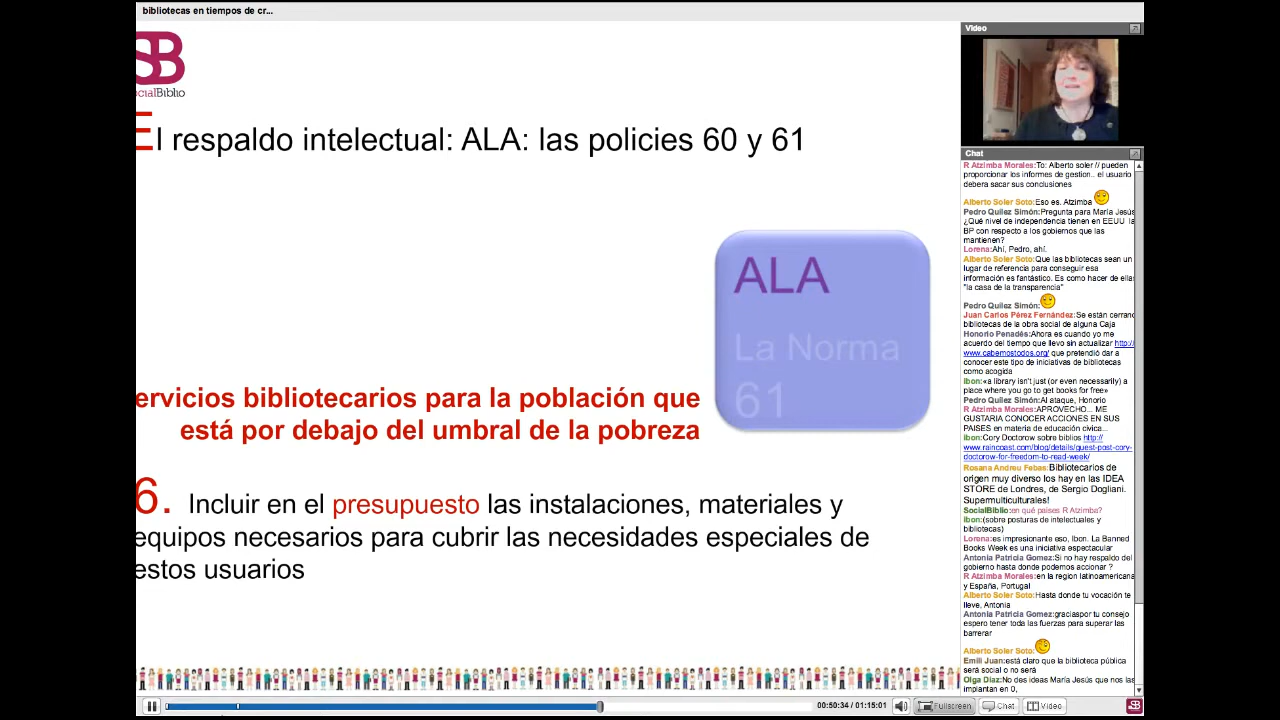 bibliotecas en tiempos de cr...
SB
cialBiblio
El respaldo intelectual: ALA: las policies 60 y 61
ALA
La Norma
61
ervicios bibliotecarios para la población que
está por debajo del umbral de la pobreza
6. Incluir en el presupuesto las instalaciones, materiales y
equipos necesarios para cubrir las necesidades especiales de
estos usuarios
Video
Chat
R Atzimba Morales:To: Alberto soler // pueden
proporcionar los informes de gestion.. el usuario
debera sacar sus conclusiones
Alberto Soler Soto:Eso es. Atzimba
Pedro Quílez Simón:Pregunta para María Jesús
¿Qué nivel de independencia tienen en EEUU la
BP con respecto a los gobiernos que las
mantienen?
Lorena:Ahí, Pedro, ahí.
Alberto Soler Soto:Que las bibliotecas sean un
lugar de referencia para conseguir esa
información es fantástico. Es como hacer de ellas
"la casa de la transparencia"
Pedro Quílez Simón:
Juan Carlos Pérez Fernández:Se están cerrand
bibliotecas de la obra social de alguna Caja
Honorio Penadés:Ahora es cuando yo me
acuerdo del tiempo que llevo sin actualizar http://
www.cabemostodos.org/ que pretendió dar a
conocer este tipo de iniciativas de bibliotecas
como acogida
Ibon:«a library isn't just (or even necessarily) a
place where you go to get books for free»
Pedro Quílez Simón:Al ataque, Honorio
R Atzimba Morales:APROVECHO... ME
GUSTARIA CONOCER ACCIONES EN SUS
PAISES en materia de educación cívica...
Ibon:Cory Doctorow sobre biblios http://
www.raincoast.com/blog/details/guest-post-cory-
doctorow-for-freedom-to-read-week/
Rosana Andreu Febas:Bibliotecarios de
origen muy diverso los hay en las IDEA
STORE de Londres, de Sergio Dogliani.
Supermulticulturales!
SocialBiblio:en qué países R Atzimba?
Ibon:(sobre posturas de intelectuales y
bibliotecas)
Lorena:es impresionante eso, Ibon. La Banned
Books Week es una iniciativa espectacular
Antonia Patricia Gomez:Si no hay respaldo del
gobierno hasta donde podemos accionar ?
R Atzimba Morales:en la region latinoamericana
y España, Portugal
Alberto Soler Soto:Hasta donde tu vocación te
lleve, Antonia
Antonia Patricia Gomez:graciaspor tu consejo
espero tener toda las fuerzas para superar las
barrerar
Alberto Soler Soto:
Emili Juan:está claro que la biblioteca pública
será social o no será
Olga Diaz:No des ideas María Jesús que nos las
implantan en 0,
00:50:34 / 01:15:01
Fullscreen
Chat
Video
SB